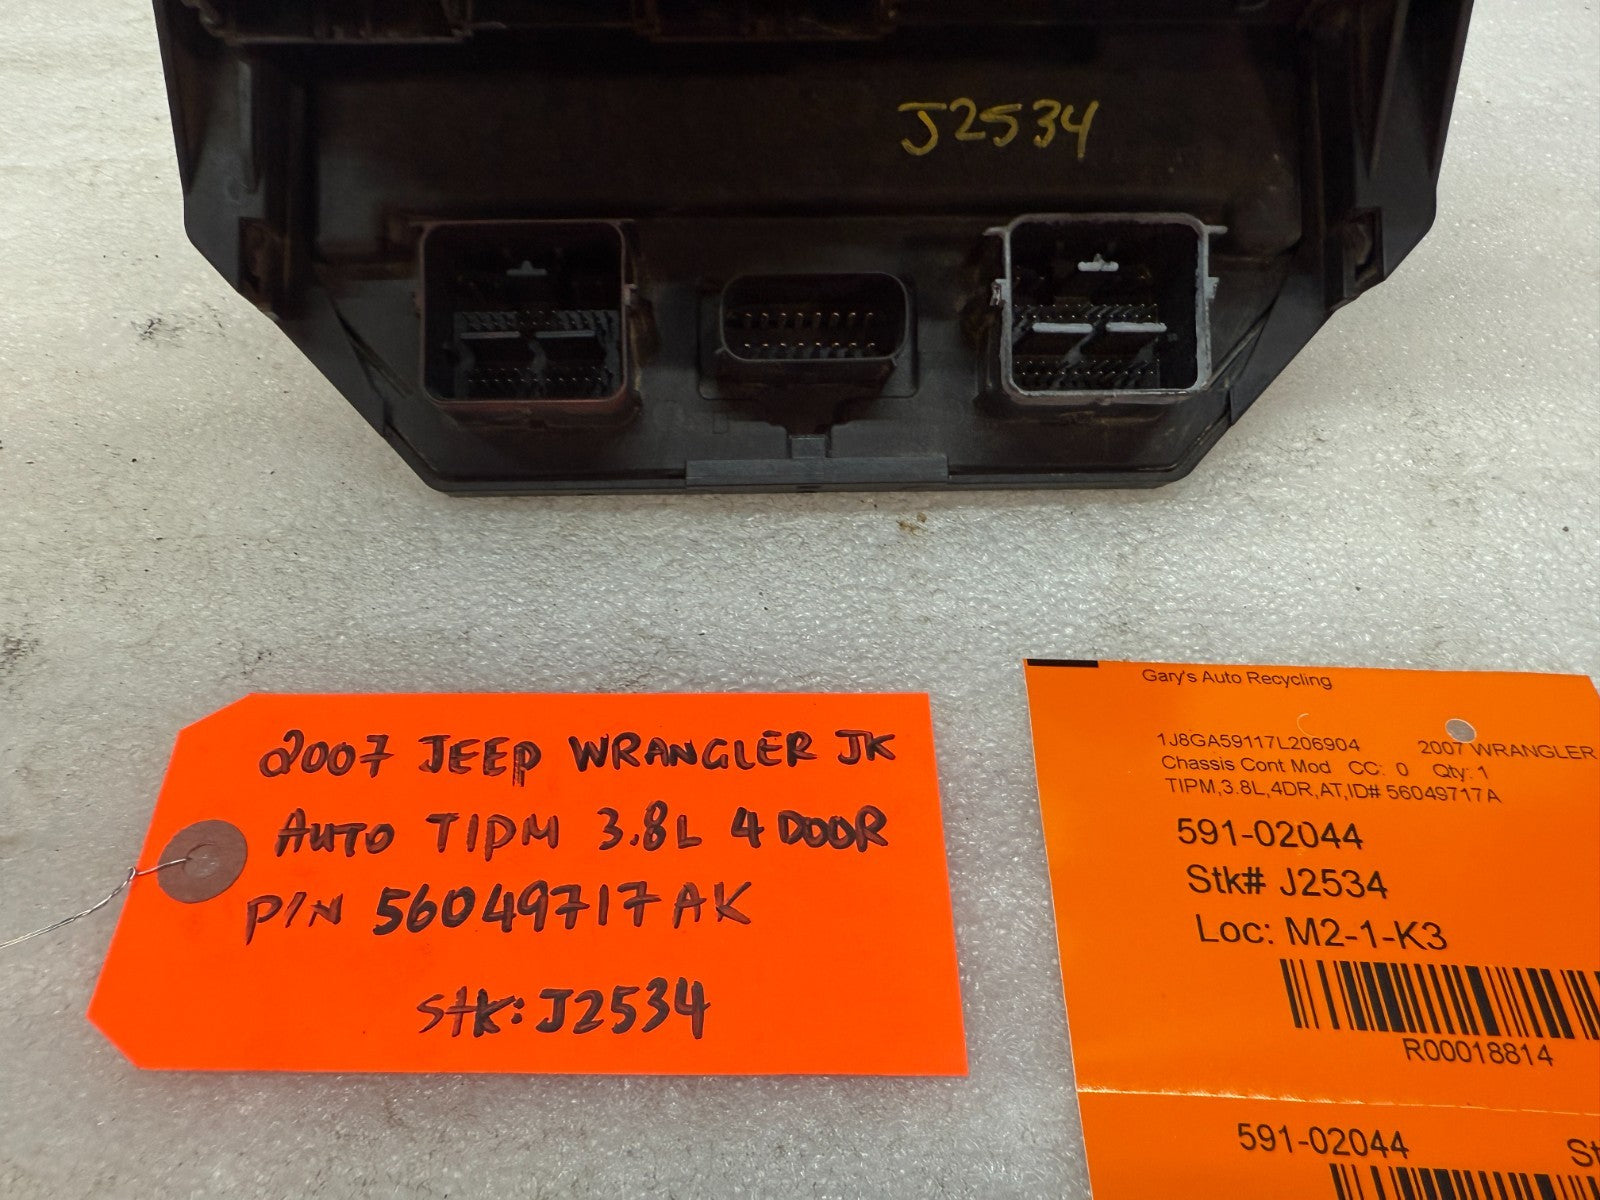 J2534
2007 JEEP WRANGLER JK
AUTO TIPM 3.8L 4 DOOR
P/N 56049717AK
Stk: J2534
Gary's Auto Recycling
1J8GA59117L206904 2007 WRANGLER
Chassis Cont Mod CC: 0 Qty: 1
TIPM,3.8L,4DR,AT,ID# 56049717A
591-02044
Stk# J2534
Loc: M2-1-K3
R00018814
591-02044 St